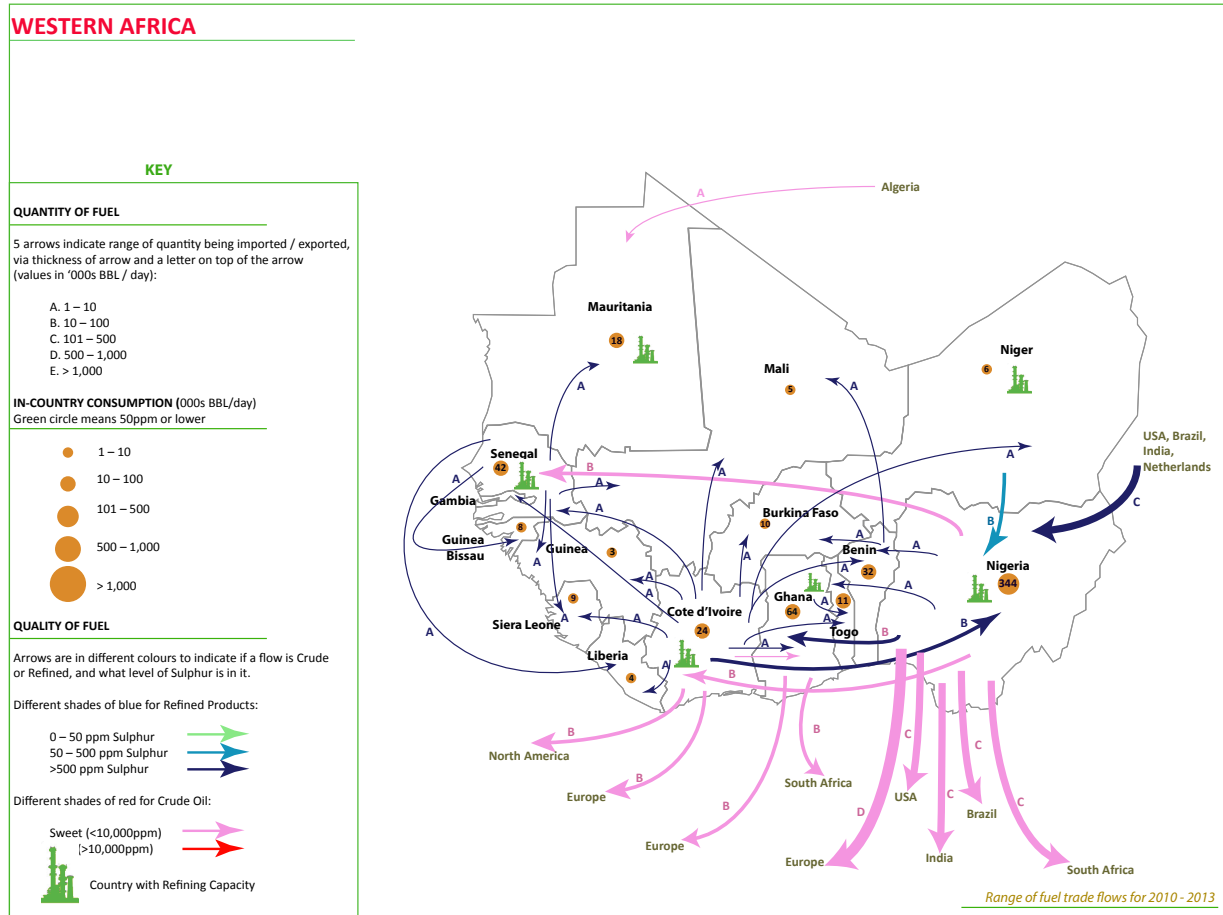 WESTERN AFRICA
KEY
QUANTITY OF FUEL
5 arrows indicate range of quantity being imported / exported,
via thickness of arrow and a letter on top of the arrow
(values in ‘000s BBL / day):
A. 1 – 10
B. 10 – 100
C. 101 – 500
D. 500 – 1,000
E. > 1,000
IN-COUNTRY CONSUMPTION (000s BBL/day)
Green circle means 50ppm or lower
1 – 10
10 – 100
101 – 500
500 – 1,000
> 1,000
QUALITY OF FUEL
Arrows are in different colours to indicate if a flow is Crude
or Refined, and what level of Sulphur is in it.
Different shades of blue for Refined Products:
0 – 50 ppm Sulphur
50 – 500 ppm Sulphur
>500 ppm Sulphur
Different shades of red for Crude Oil:
Sweet (<10,000ppm)
(>10,000ppm)
Country with Refining Capacity
A
Algeria
Mauritania
18
A
Niger
6
Mali
5
A
USA, Brazil,
India,
Netherlands
C
Senegal
42
B
A
A
A
A
Gambia
A
Burkina Faso
10
B
Guinea
Bissau
8
A
Guinea
3
A
A
Benin
A
32
A
Nigeria
344
A
A
9
Siera Leone
A
Cote d’Ivoire
24
Ghana
64
A
11
A
A
Togo
B
B
A
Liberia
4
A
A
B
B
North America
B
Europe
B
Europe
B
South Africa
D
Europe
C
USA
C
India
C
Brazil
C
South Africa
Range of fuel trade flows for 2010 - 2013